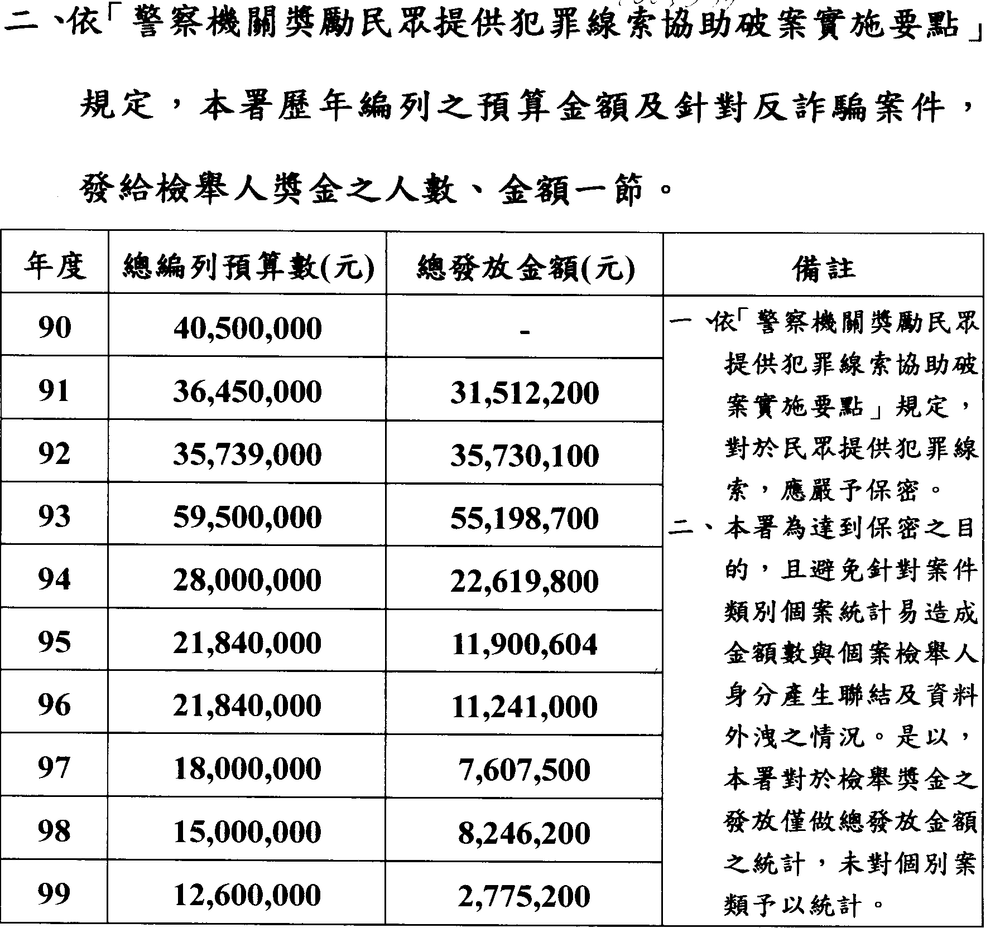 二、依「警察機關獎勵民眾提供犯罪線索協助破案實施要點」
規定，本署歷年編列之預算金額及針對反詐騙案件，
發給檢舉人獎金之人數、金額一節。
年度 總編列預算數(元) 總發放金額(元) 備註
90 40,500,000 -
91 36,450,000 31,512,200
92 35,739,000 35,730,100
93 59,500,000 55,198,700
94 28,000,000 22,619,800
95 21,840,000 11,900,604
96 21,840,000 11,241,000
97 18,000,000 7,607,500
98 15,000,000 8,246,200
99 12,600,000 2,775,200
一、依「警察機關獎勵民眾
提供犯罪線索協助破
案實施要點」規定，
對於民眾提供犯罪線
索，應嚴予保密。
二、本署為達到保密之目
的，且避免針對案件
類別個案統計易造成
金額數與個案檢舉人
身分產生聯結及資料
外洩之情況。是以，
本署對於檢舉獎金之
發放僅做總發放金額
之統計，未對個別案
類予以統計。